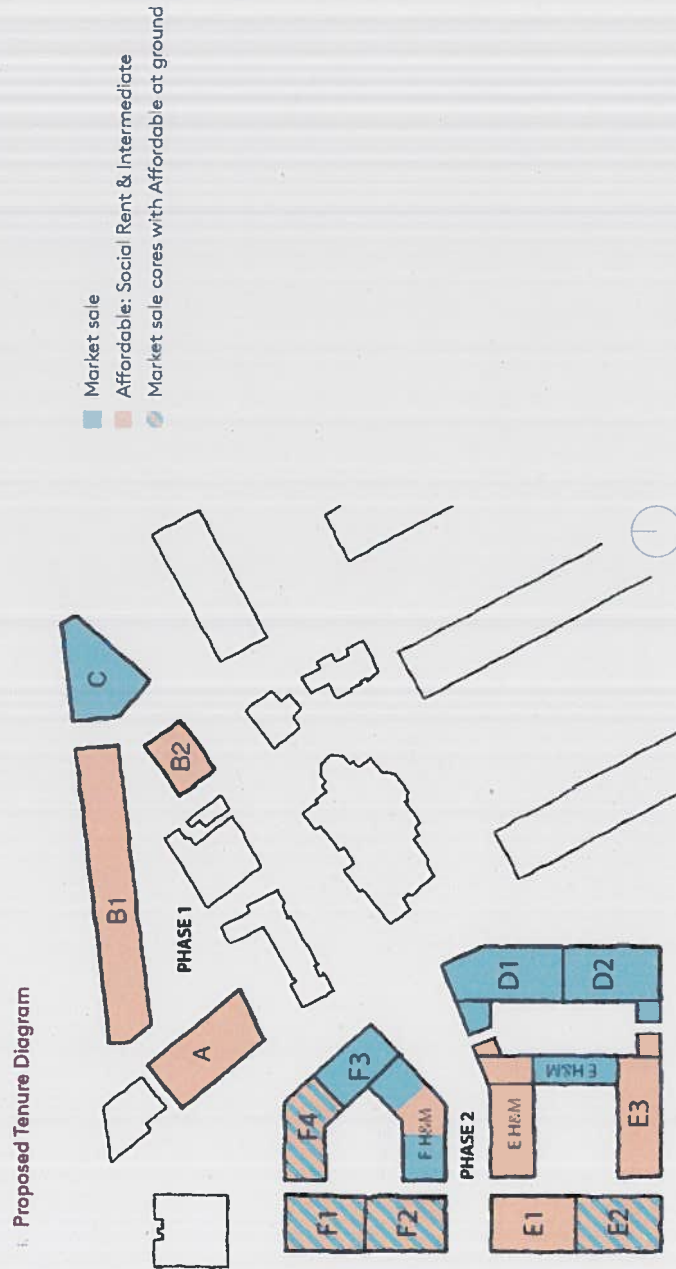 i. Proposed Tenure Diagram
Market sale
Affordable: Social Rent & Intermediate
Market sale cores with Affordable at ground
C
B1
B2
PHASE 1
A
F4
F3
F H&M
F1
F2
PHASE 2
D1
D2
E H&M
E H&M
E1
E2
E3